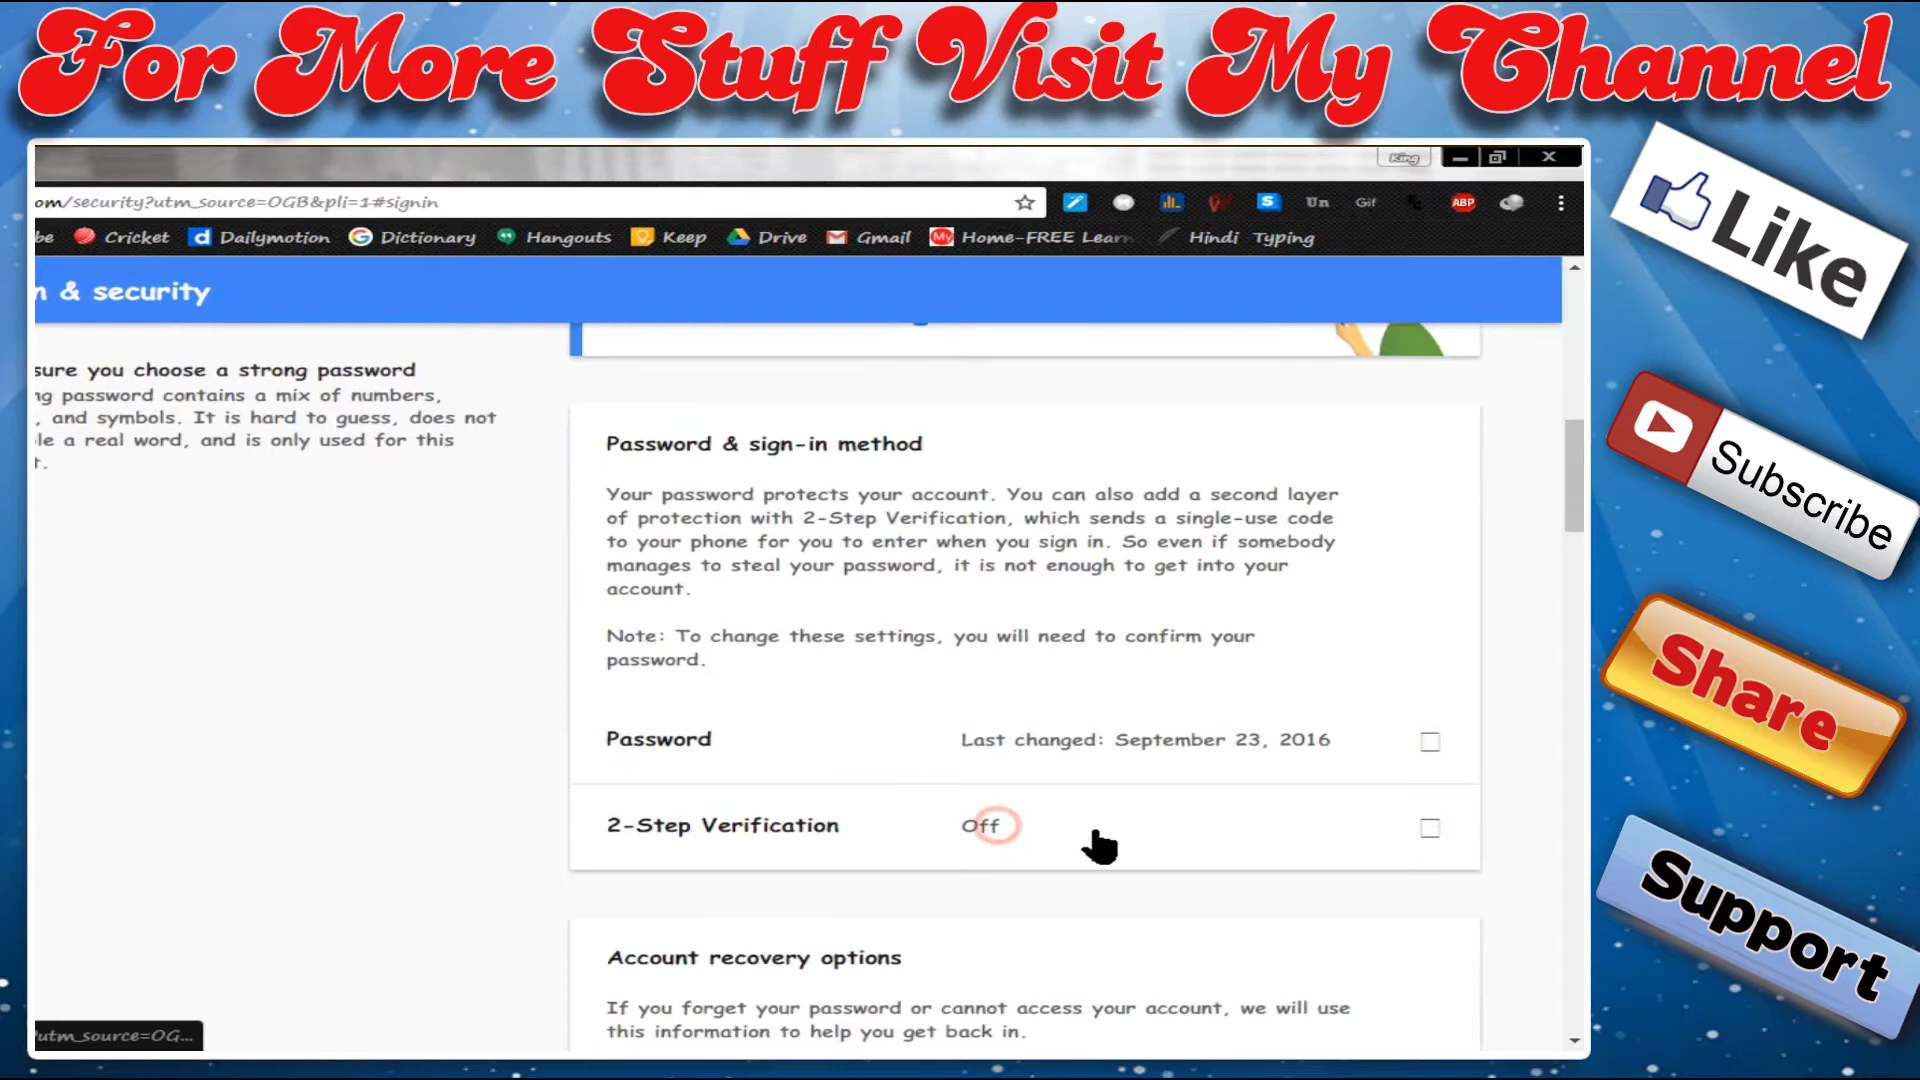 For More Stuff Visit My Channel
King
om/security?utm_source=OGB&pli=1#signin
Un
Gif
ABP
be Cricket Dailymotion Dictionary Hangouts Keep Drive Gmail Home-FREE Learn Hindi Typing
n & security
sure you choose a strong password
ng password contains a mix of numbers,
, and symbols. It is hard to guess, does not
le a real word, and is only used for this
t.
Password & sign-in method
Your password protects your account. You can also add a second layer
of protection with 2-Step Verification, which sends a single-use code
to your phone for you to enter when you sign in. So even if somebody
manages to steal your password, it is not enough to get into your
account.
Note: To change these settings, you will need to confirm your
password.
Password Last changed: September 23, 2016
2-Step Verification Off
Account recovery options
If you forget your password or cannot access your account, we will use
this information to help you get back in.
utm_source=OG...
Like
Subscribe
Share
Support